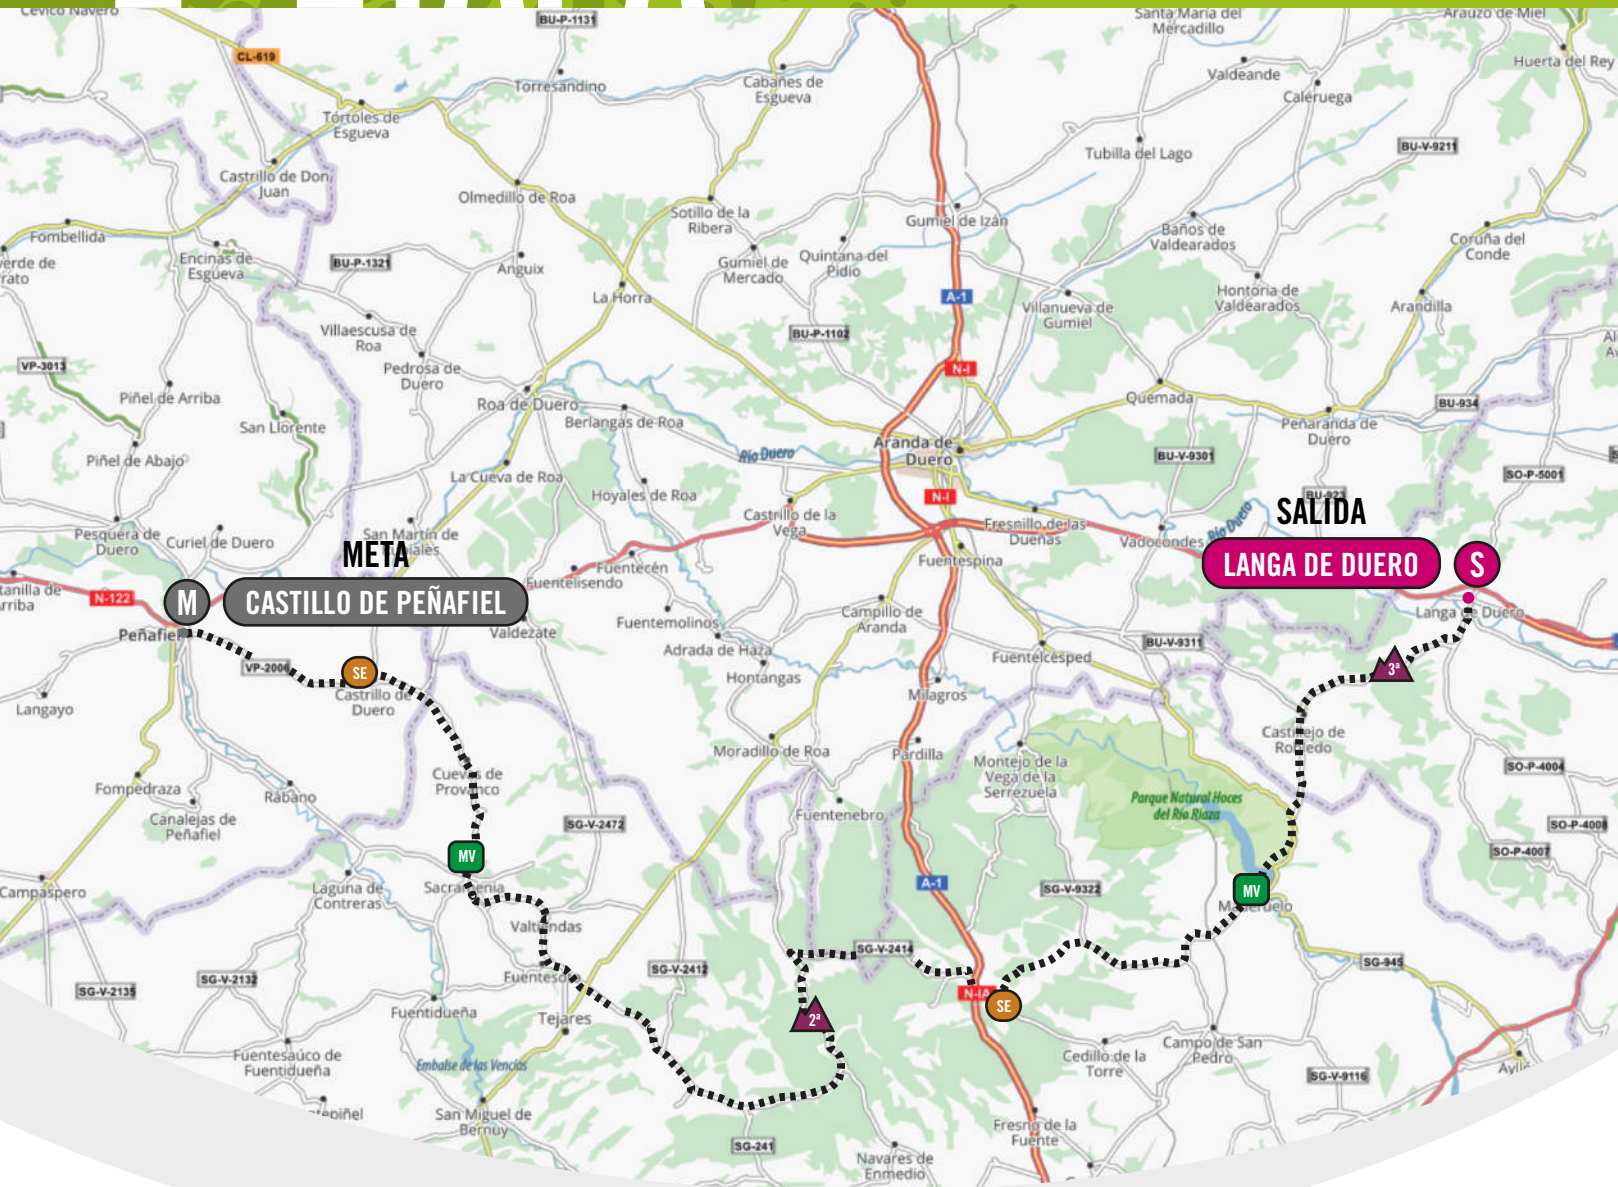 Cevico Navero
BU-P-1131
Santa María del
Mercadillo
Arauzo de Miel
CL-619
Torresandino
Cabañes de
Esgueva
Valdeande
Caleruega
Huerta del Rey
Tórtoles de
Esgueva
Tubilla del Lago
BU-V-9211
Castrillo de Don
Juan
Olmedillo de Roa
Sotillo de la
Ribera
Gumiel de Izán
Baños de
Valdearados
Fombellida
Encinas de
Esgueva
BU-P-1321
Anguix
Gumiel de
Mercado
Quintana del
Pidio
Coruña del
Conde
La Horra
A-1
Villanueva de
Gumiel
Hontoria de
Valdearados
Arandilla
Villaescusa de
Roa
BU-P-1102
VP-3013
Pedrosa de
Duero
N-I
Piñel de Arriba
Roa de Duero
Quemada
BU-934
San Llorente
Berlangas de Roa
Peñaranda de
Duero
Aranda de
Duero
Río Duero
BU-V-9301
Piñel de Abajo
La Cueva de Roa
SO-P-5001
Hoyales de Roa
N-I
BU-923
Castrillo de la
Vega
Fresnillo de las
Dueñas
Río Duero
SALIDA
Pesquera de
Duero
Curiel de Duero
San Martín de
Rubiales
META
Vadocondes
LANGA DE DUERO
S
Fuentecén
Fuentelisendo
Fuentespina
N-122
M
CASTILLO DE PEÑAFIEL
Campillo de
Aranda
Langa de Duero
Peñafiel
Valdezate
Fuentemolinos
BU-V-9311
Adrada de Haza
Fuentelcésped
VP-2006
SE
Castrillo de
Duero
Hontangas
Milagros
3ª
Langayo
Castillejo de
Robledo
Moradillo de Roa
Pardilla
Montejo de la
Vega de la
Serrezuela
SO-P-4004
Fompedraza
Rábano
Cuevas de
Provanco
Parque Natural Hoces
del Río Riaza
Canalejas de
Peñafiel
Fuentenebro
SG-V-2472
SO-P-4008
MV
SO-P-4007
Campaspero
Laguna de
Contreras
Sacramenia
A-1
SG-V-9322
MV
Maderuelo
Valtiendas
SG-V-2414
SG-945
SG-V-2135
SG-V-2132
SG-V-2412
N-IA
SE
Fuentidueña
Tejares
2ª
Fuentesaúco de
Fuentidueña
Embalse de las Vencías
Cedillo de la
Torre
Campo de San
Pedro
SG-V-9116
San Miguel de
Bernuy
Fresno de la
Fuente
SG-241
Navares de
Enmedio